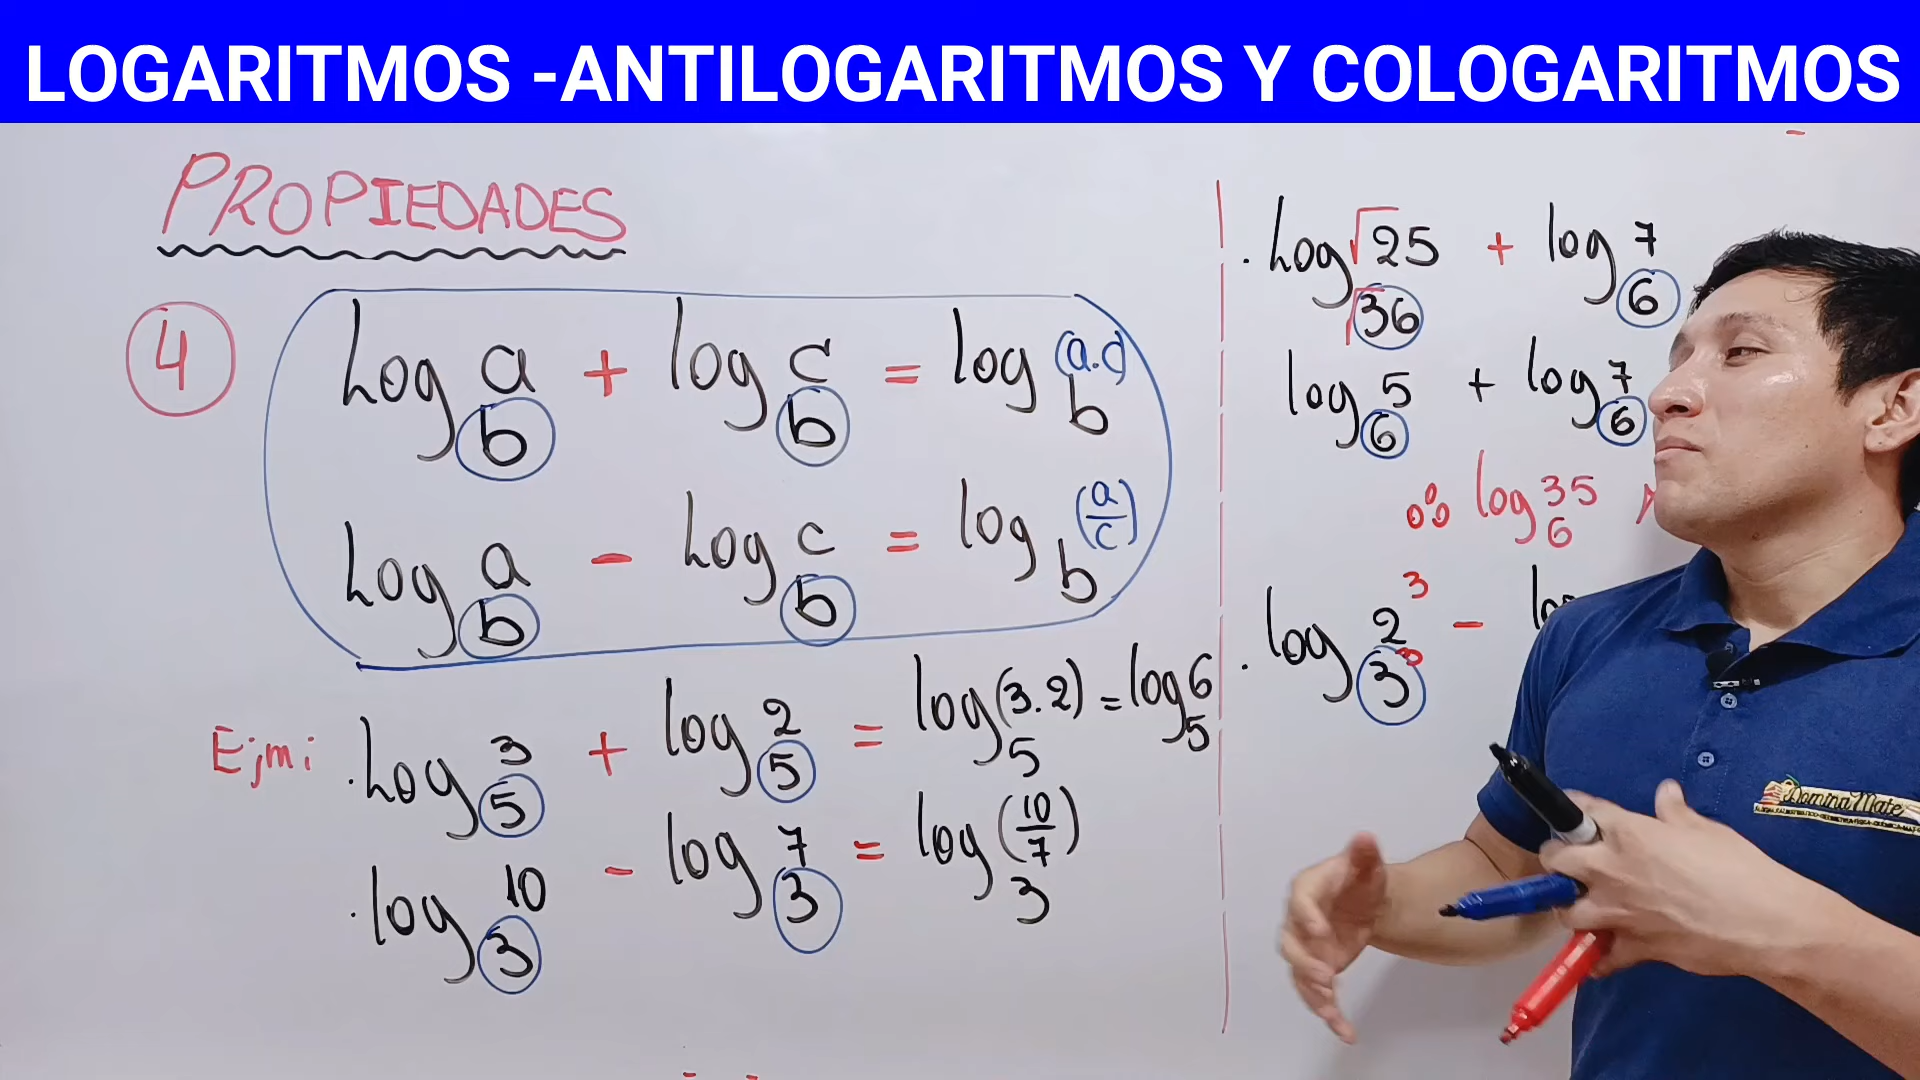 LOGARITMOS -ANTILOGARITMOS Y COLOGARITMOS
PROPIEDADES
4
Log_b a + log_b c = log_b (a.c)
Log_b a - Log_b c = log_b (a/c)
Ejm: . Log_5 3 + log_5 2 = log_5 (3.2) = log_5 6
. log_3 10 - log_3 7 = log_3 (10/7)
. Log_√36 √25 + log_6 7
log_6 5 + log_6 7
∴ log_6 35
. log_3^3 2^3 -
DominaMate